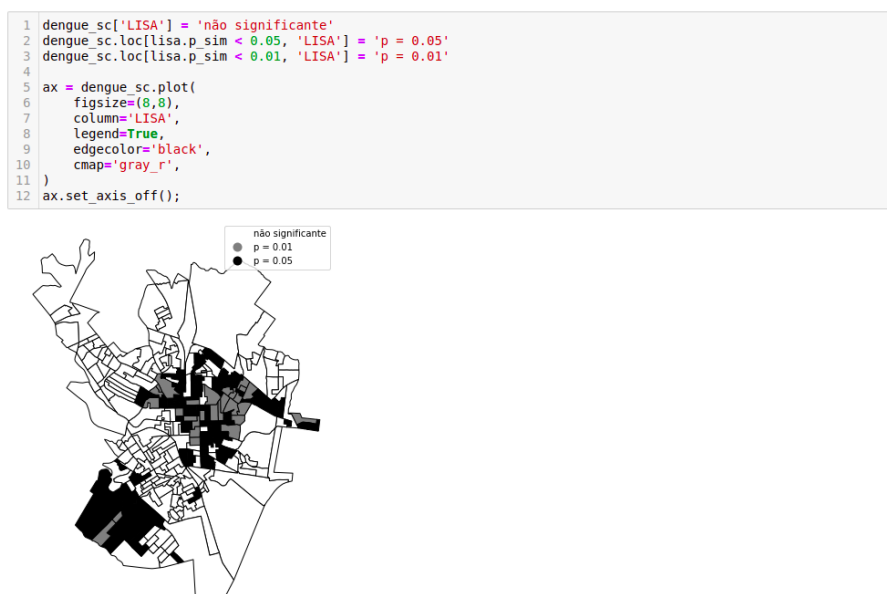 1 dengue_sc['LISA'] = 'não significante'
2 dengue_sc.loc[lisa.p_sim < 0.05, 'LISA'] = 'p = 0.05'
3 dengue_sc.loc[lisa.p_sim < 0.01, 'LISA'] = 'p = 0.01'
4
5 ax = dengue_sc.plot(
6     figsize=(8,8),
7     column='LISA',
8     legend=True,
9     edgecolor='black',
10     cmap='gray_r',
11 )
12 ax.set_axis_off();
não significante
p = 0.01
p = 0.05